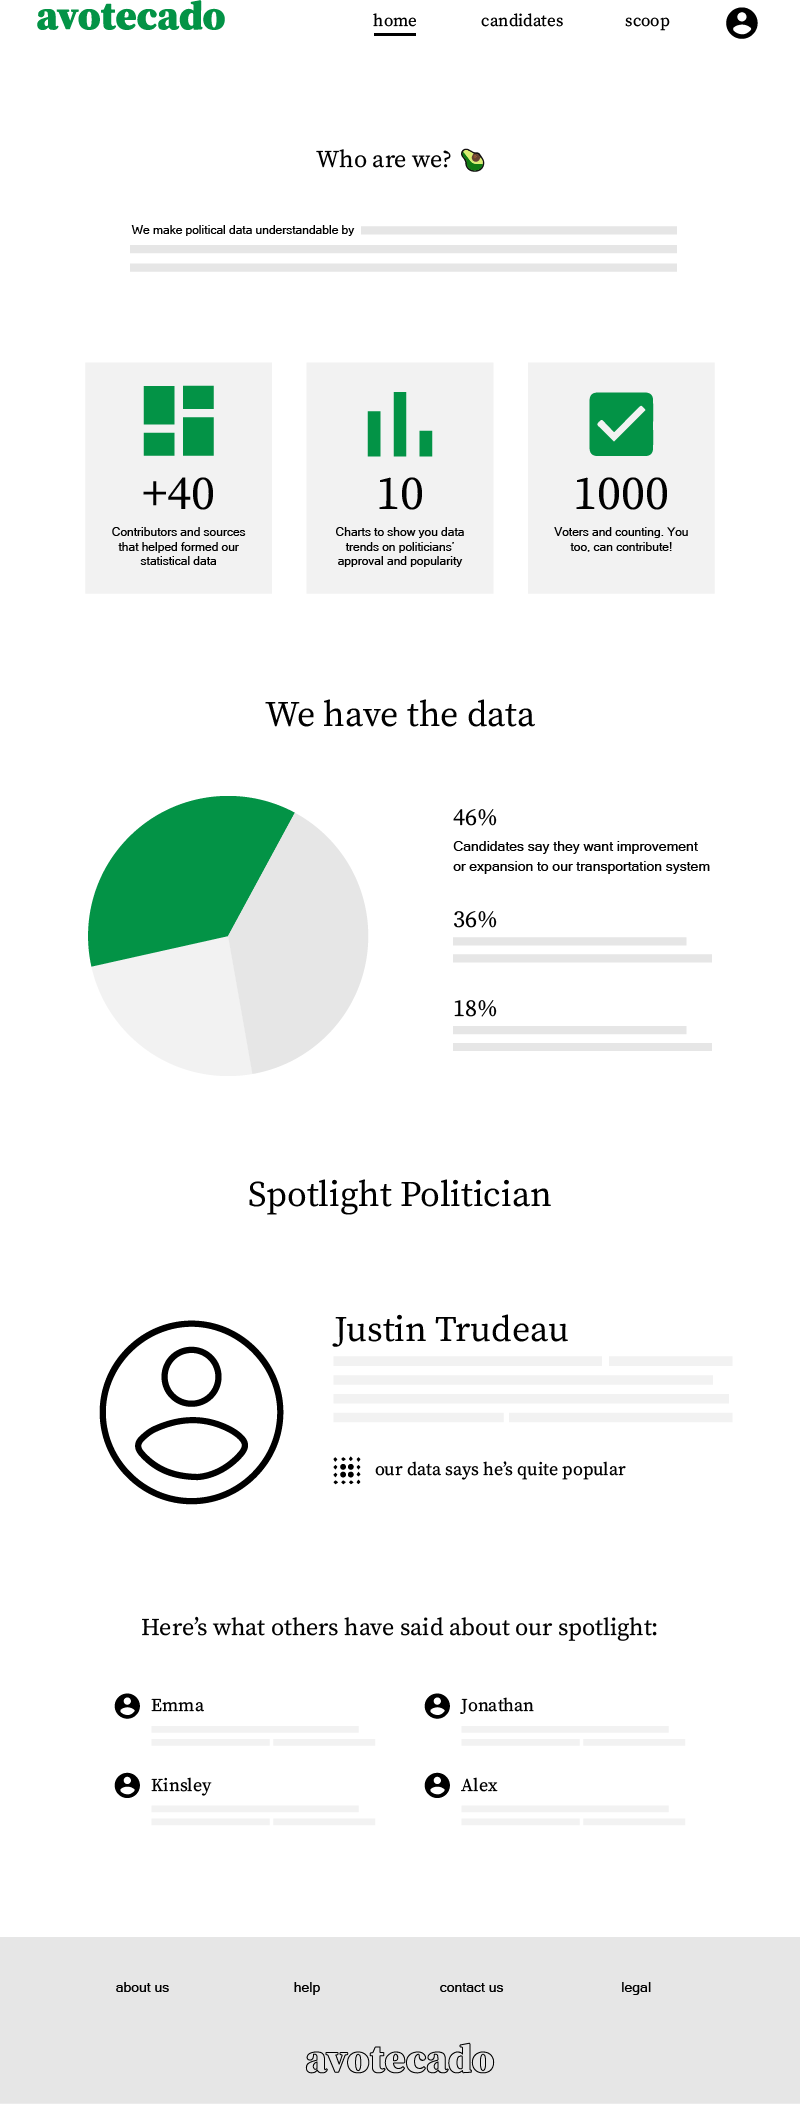 avotecado
home candidates scoop
Who are we?
We make political data understandable by
+40
Contributors and sources
that helped formed our
statistical data
10
Charts to show you data
trends on politicians'
approval and popularity
1000
Voters and counting. You
too, can contribute!
We have the data
46%
Candidates say they want improvement
or expansion to our transportation system
36%
18%
Spotlight Politician
Justin Trudeau
our data says he’s quite popular
Here’s what others have said about our spotlight:
Emma
Jonathan
Kinsley
Alex
about us help contact us legal
avotecado